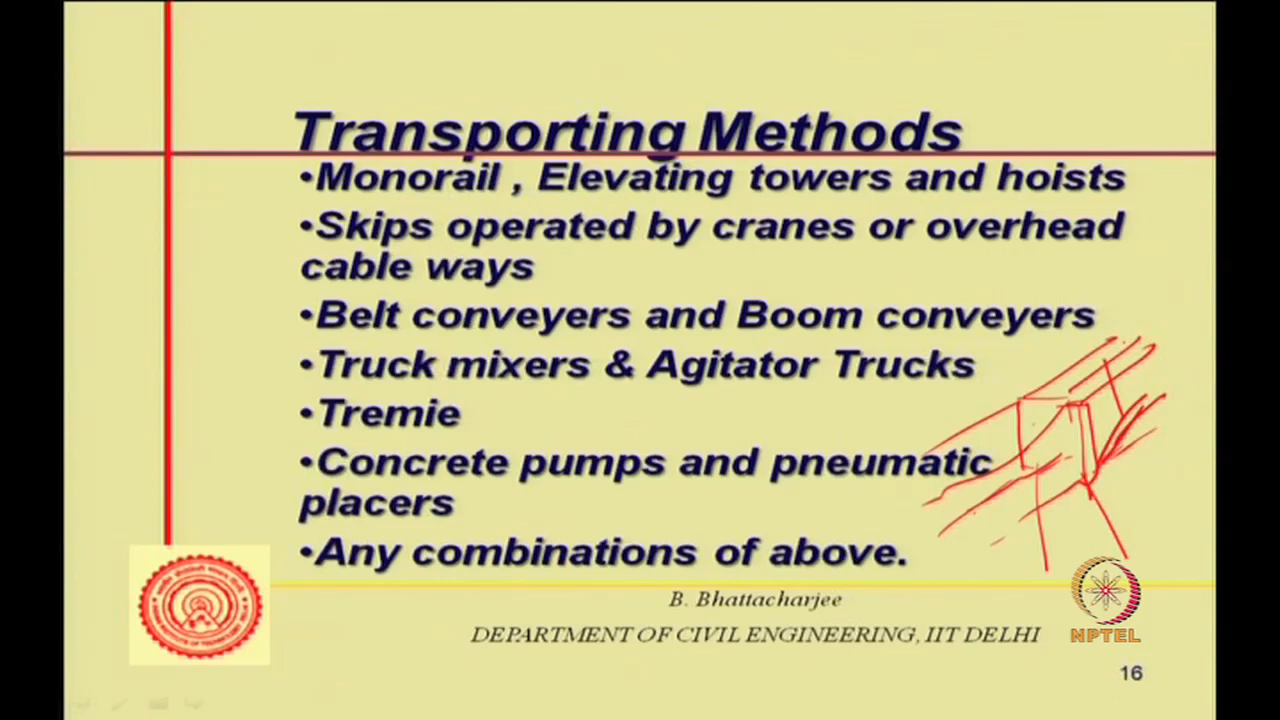 Transporting Methods
•Monorail , Elevating towers and hoists
•Skips operated by cranes or overhead
cable ways
•Belt conveyers and Boom conveyers
•Truck mixers & Agitator Trucks
•Tremie
•Concrete pumps and pneumatic
placers
•Any combinations of above.
B. Bhattacharjee
DEPARTMENT OF CIVIL ENGINEERING, IIT DELHI
NPTEL
16